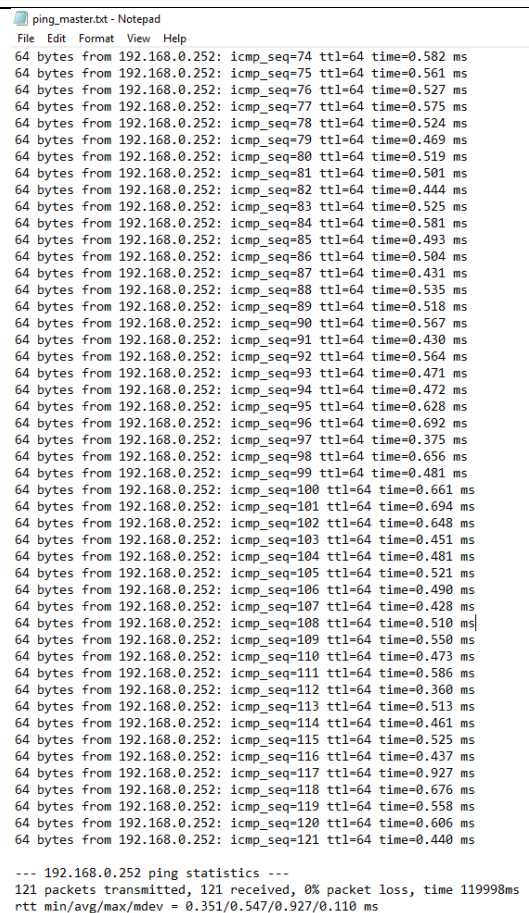 ping_master.txt - Notepad
File Edit Format View Help
64 bytes from 192.168.0.252: icmp_seq=74 ttl=64 time=0.582 ms
64 bytes from 192.168.0.252: icmp_seq=75 ttl=64 time=0.561 ms
64 bytes from 192.168.0.252: icmp_seq=76 ttl=64 time=0.527 ms
64 bytes from 192.168.0.252: icmp_seq=77 ttl=64 time=0.575 ms
64 bytes from 192.168.0.252: icmp_seq=78 ttl=64 time=0.524 ms
64 bytes from 192.168.0.252: icmp_seq=79 ttl=64 time=0.469 ms
64 bytes from 192.168.0.252: icmp_seq=80 ttl=64 time=0.519 ms
64 bytes from 192.168.0.252: icmp_seq=81 ttl=64 time=0.501 ms
64 bytes from 192.168.0.252: icmp_seq=82 ttl=64 time=0.444 ms
64 bytes from 192.168.0.252: icmp_seq=83 ttl=64 time=0.525 ms
64 bytes from 192.168.0.252: icmp_seq=84 ttl=64 time=0.581 ms
64 bytes from 192.168.0.252: icmp_seq=85 ttl=64 time=0.493 ms
64 bytes from 192.168.0.252: icmp_seq=86 ttl=64 time=0.504 ms
64 bytes from 192.168.0.252: icmp_seq=87 ttl=64 time=0.431 ms
64 bytes from 192.168.0.252: icmp_seq=88 ttl=64 time=0.535 ms
64 bytes from 192.168.0.252: icmp_seq=89 ttl=64 time=0.518 ms
64 bytes from 192.168.0.252: icmp_seq=90 ttl=64 time=0.567 ms
64 bytes from 192.168.0.252: icmp_seq=91 ttl=64 time=0.430 ms
64 bytes from 192.168.0.252: icmp_seq=92 ttl=64 time=0.564 ms
64 bytes from 192.168.0.252: icmp_seq=93 ttl=64 time=0.471 ms
64 bytes from 192.168.0.252: icmp_seq=94 ttl=64 time=0.472 ms
64 bytes from 192.168.0.252: icmp_seq=95 ttl=64 time=0.628 ms
64 bytes from 192.168.0.252: icmp_seq=96 ttl=64 time=0.692 ms
64 bytes from 192.168.0.252: icmp_seq=97 ttl=64 time=0.375 ms
64 bytes from 192.168.0.252: icmp_seq=98 ttl=64 time=0.656 ms
64 bytes from 192.168.0.252: icmp_seq=99 ttl=64 time=0.481 ms
64 bytes from 192.168.0.252: icmp_seq=100 ttl=64 time=0.661 ms
64 bytes from 192.168.0.252: icmp_seq=101 ttl=64 time=0.694 ms
64 bytes from 192.168.0.252: icmp_seq=102 ttl=64 time=0.648 ms
64 bytes from 192.168.0.252: icmp_seq=103 ttl=64 time=0.451 ms
64 bytes from 192.168.0.252: icmp_seq=104 ttl=64 time=0.481 ms
64 bytes from 192.168.0.252: icmp_seq=105 ttl=64 time=0.521 ms
64 bytes from 192.168.0.252: icmp_seq=106 ttl=64 time=0.490 ms
64 bytes from 192.168.0.252: icmp_seq=107 ttl=64 time=0.428 ms
64 bytes from 192.168.0.252: icmp_seq=108 ttl=64 time=0.510 ms
64 bytes from 192.168.0.252: icmp_seq=109 ttl=64 time=0.550 ms
64 bytes from 192.168.0.252: icmp_seq=110 ttl=64 time=0.473 ms
64 bytes from 192.168.0.252: icmp_seq=111 ttl=64 time=0.586 ms
64 bytes from 192.168.0.252: icmp_seq=112 ttl=64 time=0.360 ms
64 bytes from 192.168.0.252: icmp_seq=113 ttl=64 time=0.513 ms
64 bytes from 192.168.0.252: icmp_seq=114 ttl=64 time=0.461 ms
64 bytes from 192.168.0.252: icmp_seq=115 ttl=64 time=0.525 ms
64 bytes from 192.168.0.252: icmp_seq=116 ttl=64 time=0.437 ms
64 bytes from 192.168.0.252: icmp_seq=117 ttl=64 time=0.927 ms
64 bytes from 192.168.0.252: icmp_seq=118 ttl=64 time=0.676 ms
64 bytes from 192.168.0.252: icmp_seq=119 ttl=64 time=0.558 ms
64 bytes from 192.168.0.252: icmp_seq=120 ttl=64 time=0.606 ms
64 bytes from 192.168.0.252: icmp_seq=121 ttl=64 time=0.440 ms
--- 192.168.0.252 ping statistics ---
121 packets transmitted, 121 received, 0% packet loss, time 119998ms
rtt min/avg/max/mdev = 0.351/0.547/0.927/0.110 ms